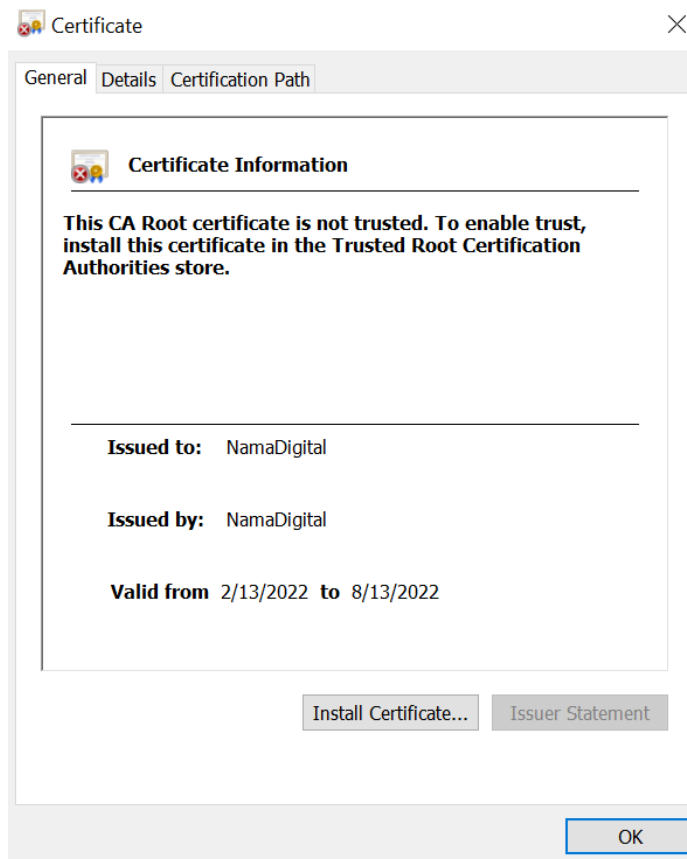 Certificate
General Details Certification Path
Certificate Information
This CA Root certificate is not trusted. To enable trust,
install this certificate in the Trusted Root Certification
Authorities store.
Issued to: NamaDigital
Issued by: NamaDigital
Valid from 2/13/2022 to 8/13/2022
Install Certificate... Issuer Statement
OK